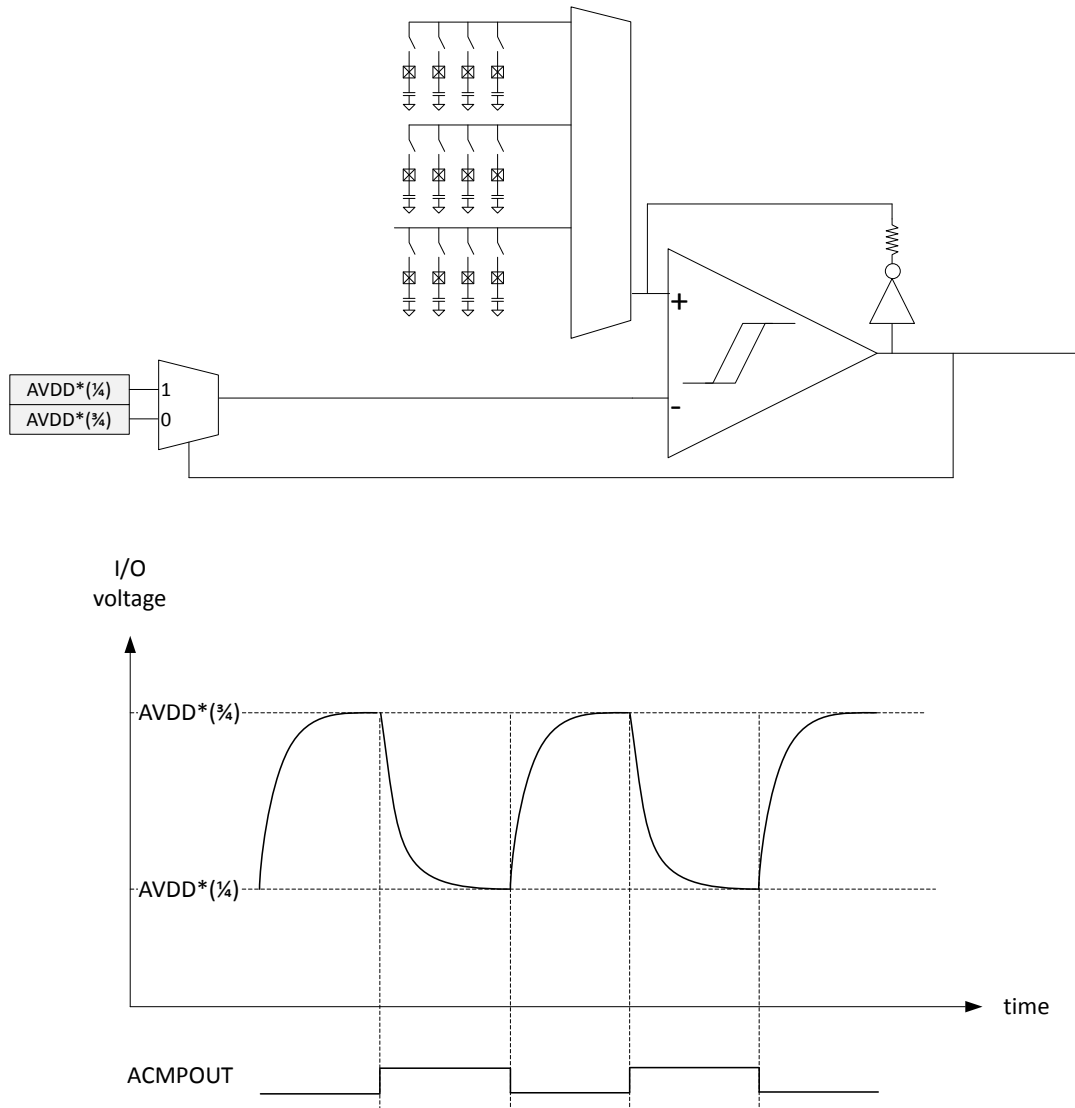 +
AVDD*(¼)
1
AVDD*(¾)
0
-
I/O
voltage
AVDD*(¾)
AVDD*(¼)
time
ACMPOUT